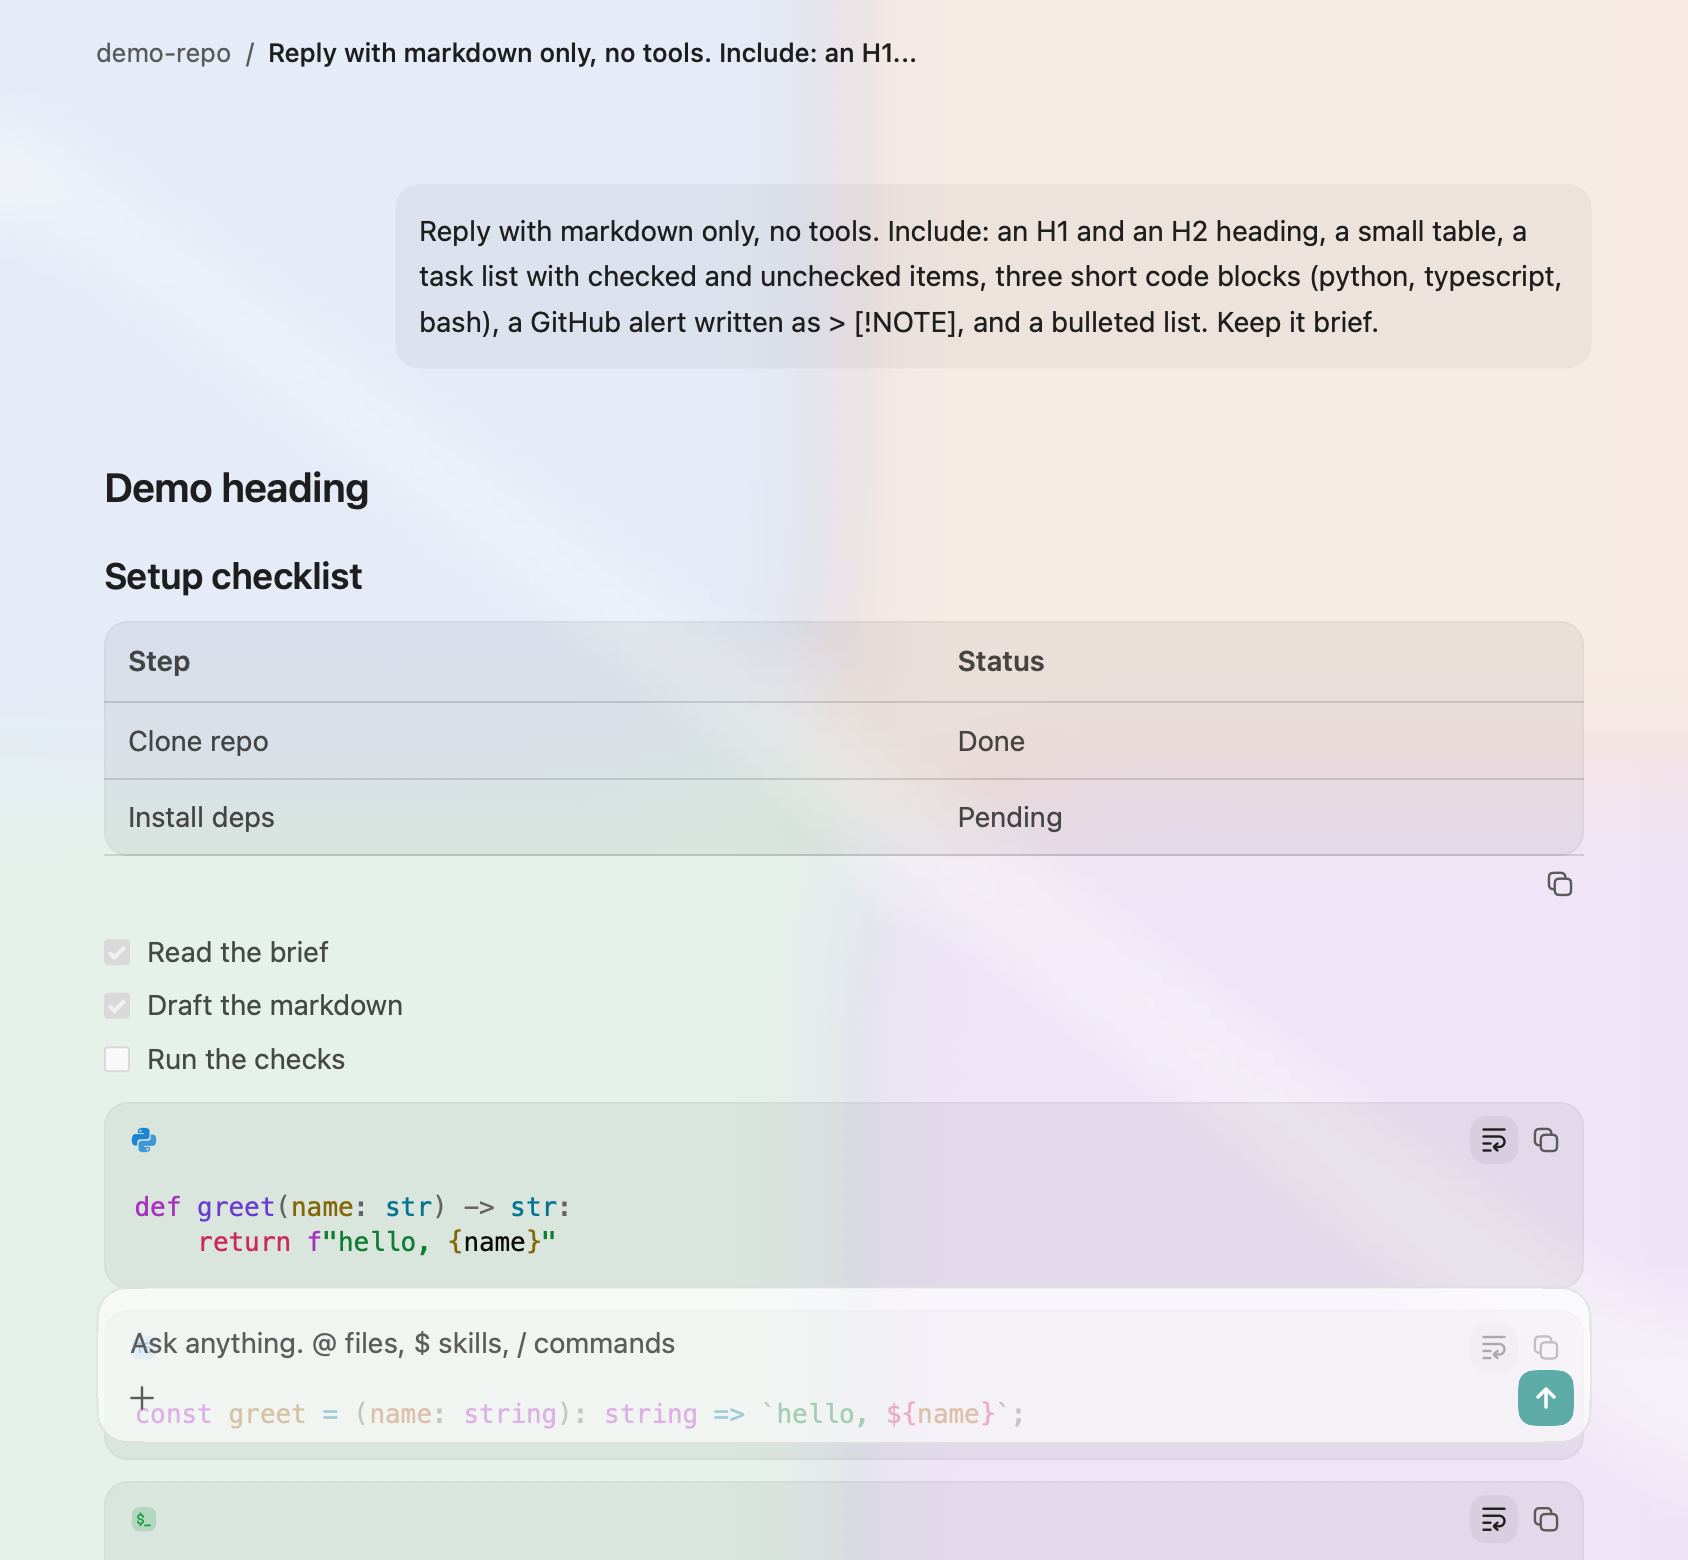 demo-repo / Reply with markdown only, no tools. Include: an H1...
Reply with markdown only, no tools. Include: an H1 and an H2 heading, a small table, a
task list with checked and unchecked items, three short code blocks (python, typescript,
bash), a GitHub alert written as > [!NOTE], and a bulleted list. Keep it brief.
Demo heading
Setup checklist
Step Status
Clone repo Done
Install deps Pending
Read the brief
Draft the markdown
Run the checks
def greet(name: str) -> str:
    return f"hello, {name}"
Ask anything. @ files, $ skills, / commands
const greet = (name: string): string => `hello, ${name}`;
$_